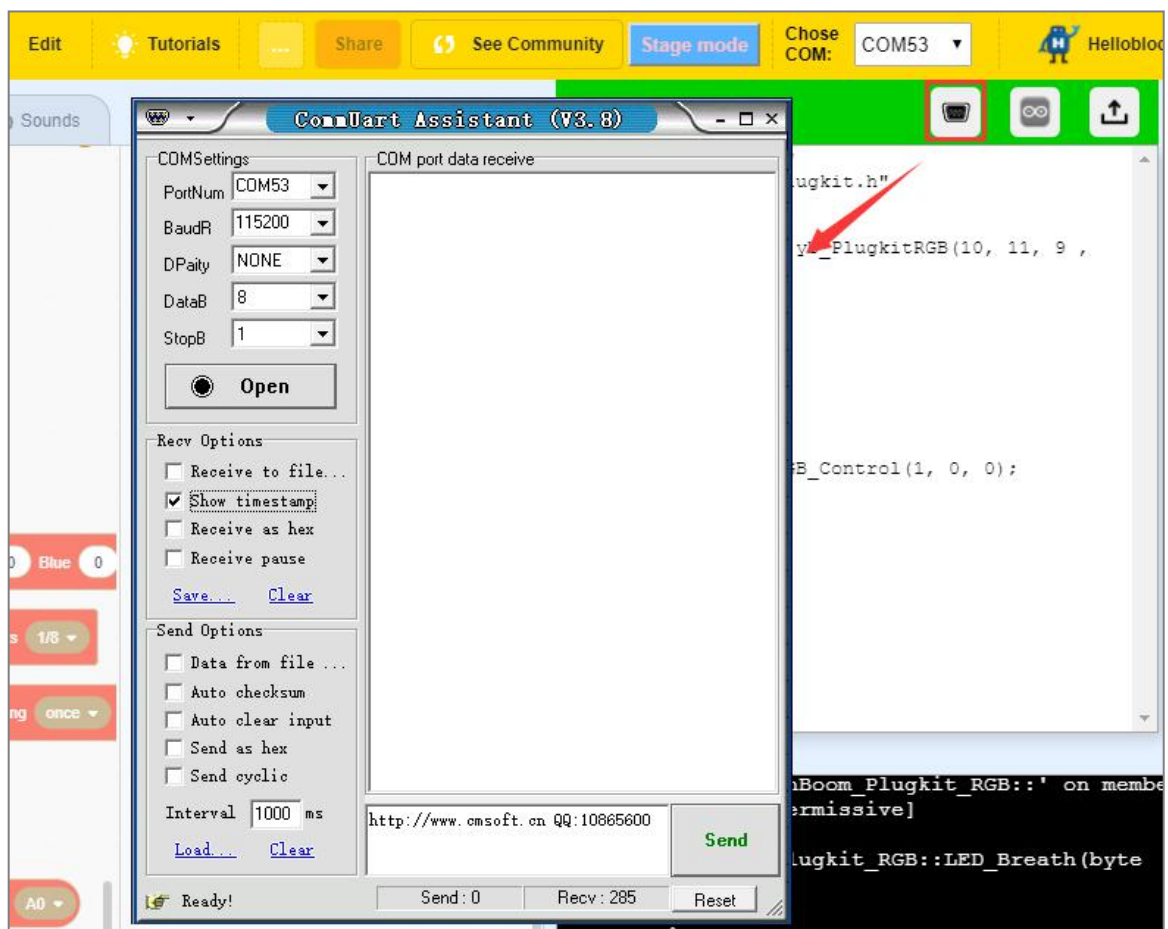 Edit
Tutorials
...
Share
See Community
Stage mode
Chose
COM:
COM53
Helloblo
Sounds
CommUart Assistant (V3.8)
COMSettings
PortNum COM53
BaudR 115200
DPaity NONE
DataB 8
StopB 1
Open
COM port data receive
Recv Options
Receive to file...
Show timestamp
Receive as hex
Receive pause
Save... Clear
Send Options
Data from file ...
Auto checksum
Auto clear input
Send as hex
Send cyclic
Interval 1000 ms
Load... Clear
http://www.cmsoft.cn QQ:10865600
Send
Ready!
Send : 0
Recv : 285
Reset
ugkit.h"
_PlugkitRGB(10, 11, 9 ,
B_Control(1, 0, 0);
Blue 0
s 1/8
ng once
A0
nBoom_Plugkit_RGB::' on membe
ermissive]
lugkit_RGB::LED_Breath(byte